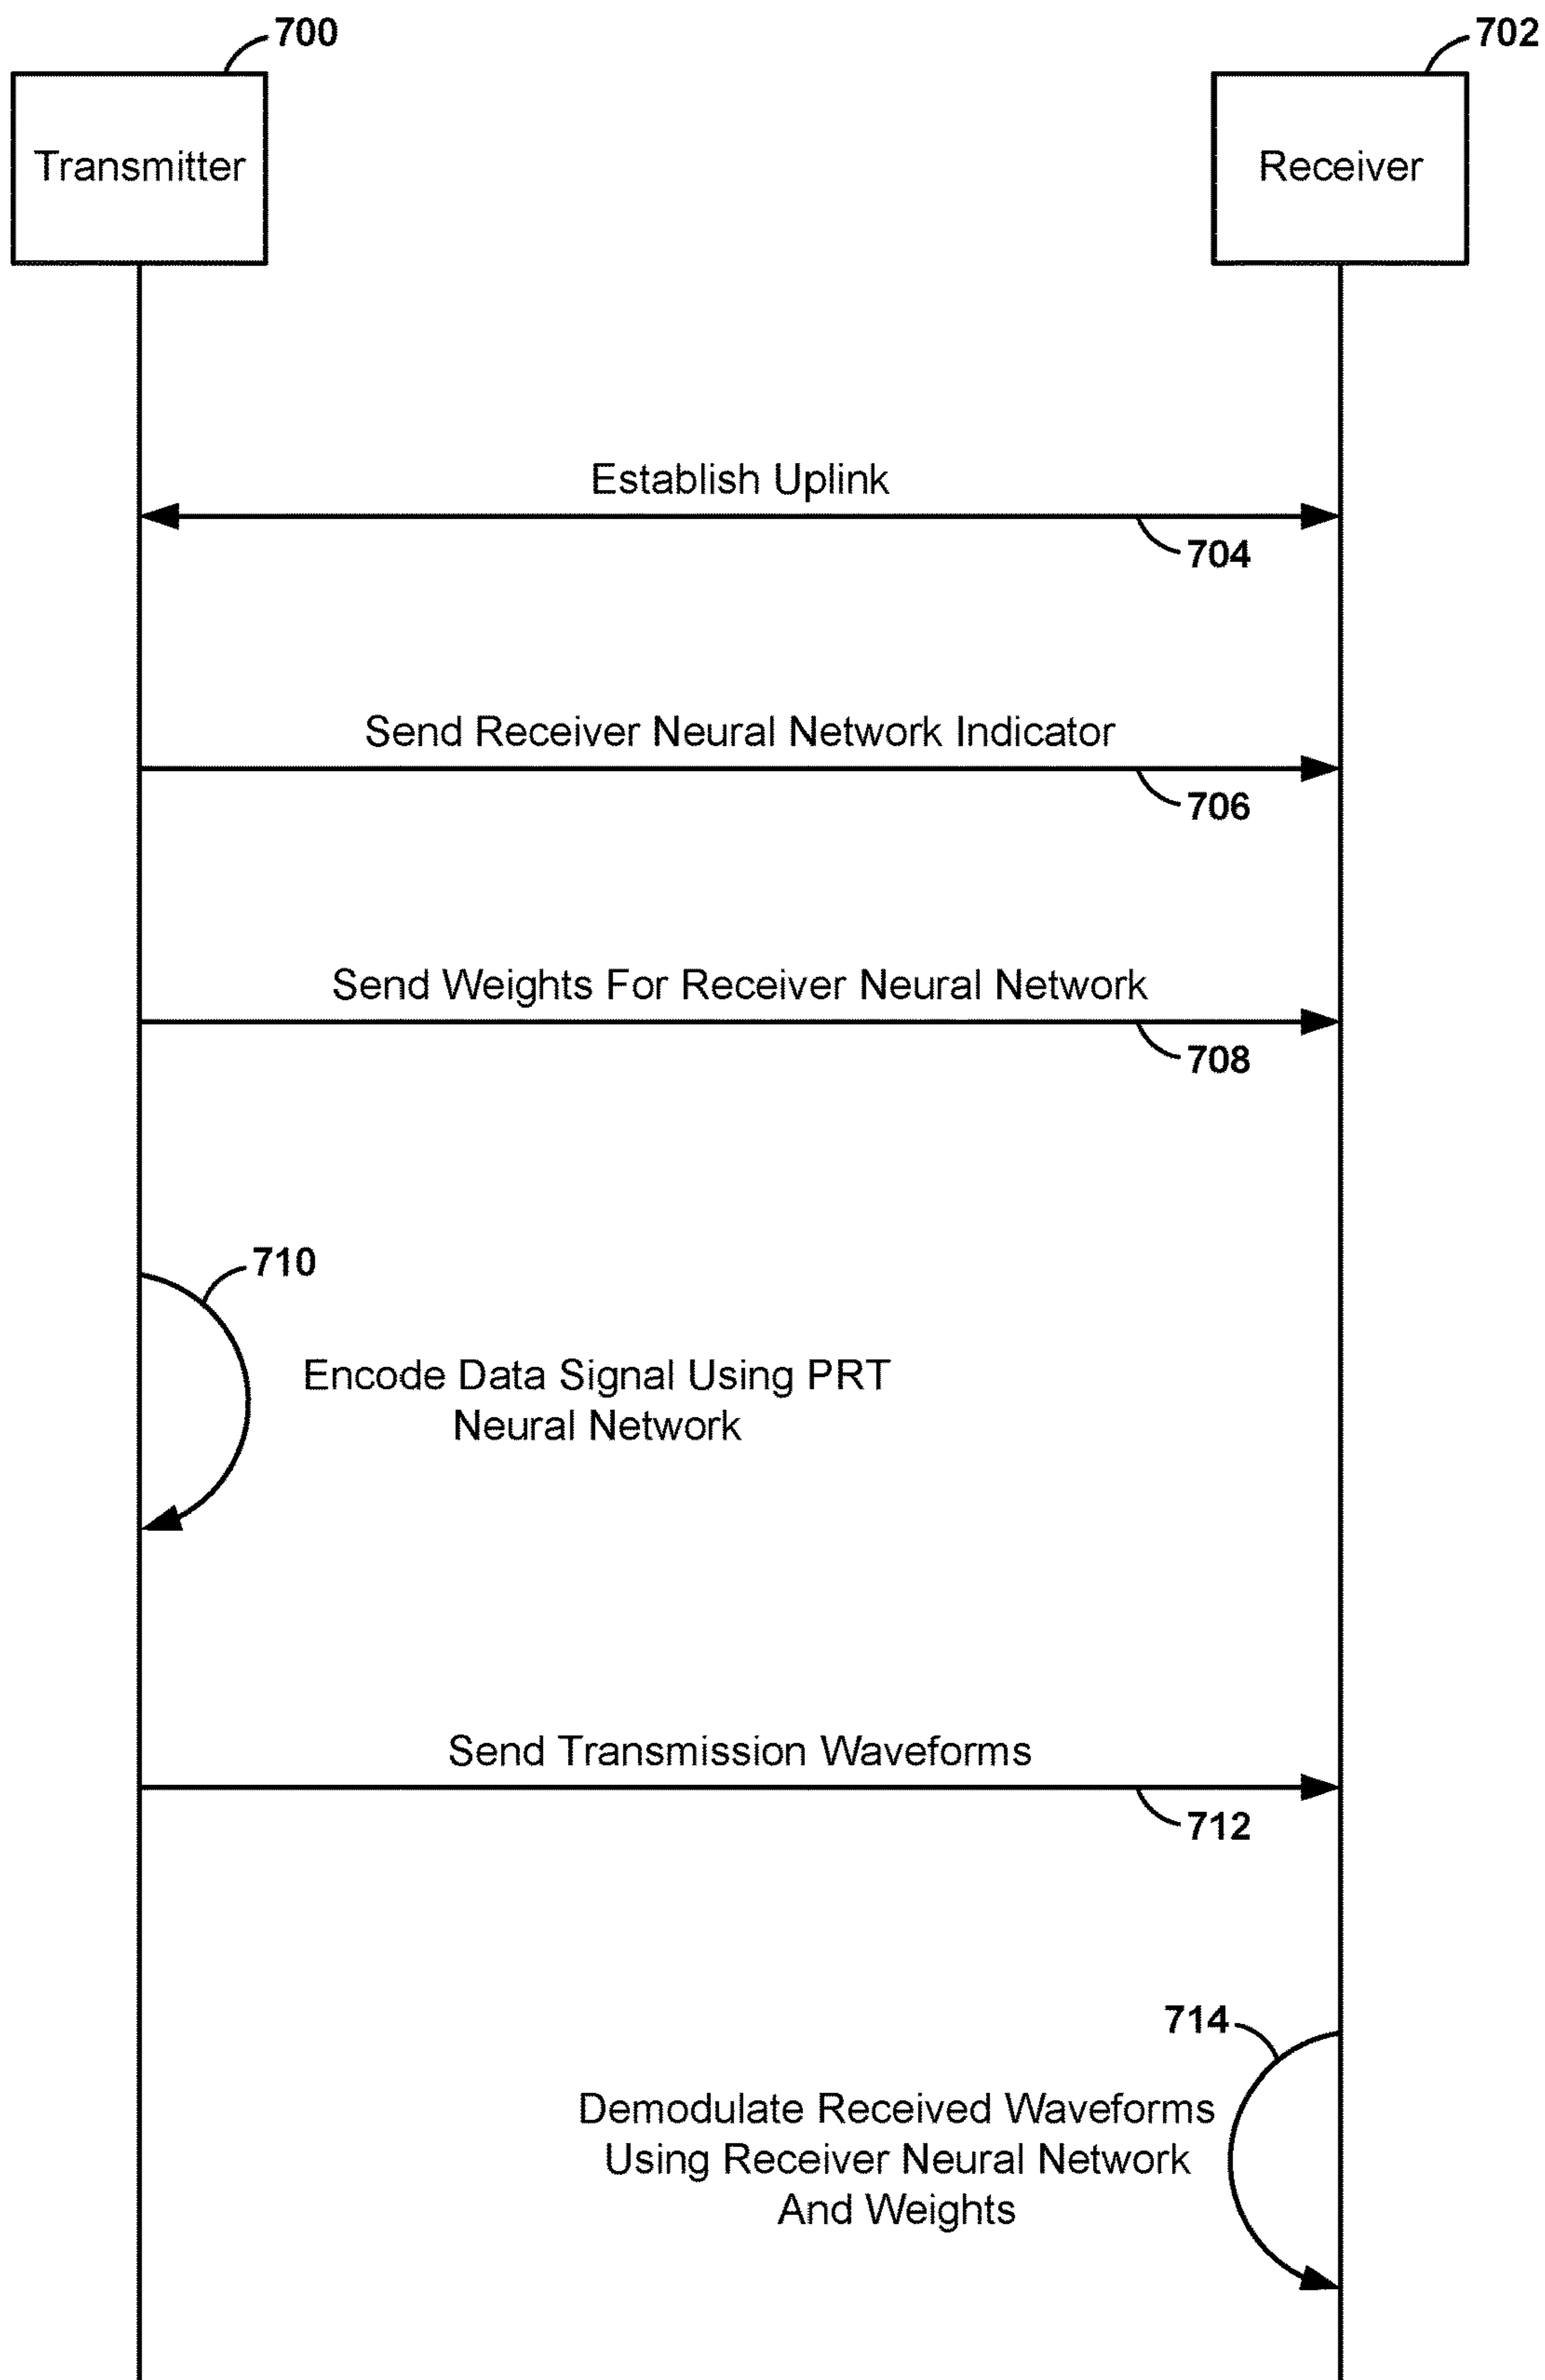 700
702
Transmitter
Receiver
Establish Uplink
704
Send Receiver Neural Network Indicator
706
Send Weights For Receiver Neural Network
708
710
Encode Data Signal Using PRT
Neural Network
Send Transmission Waveforms
712
714
Demodulate Received Waveforms
Using Receiver Neural Network
And Weights